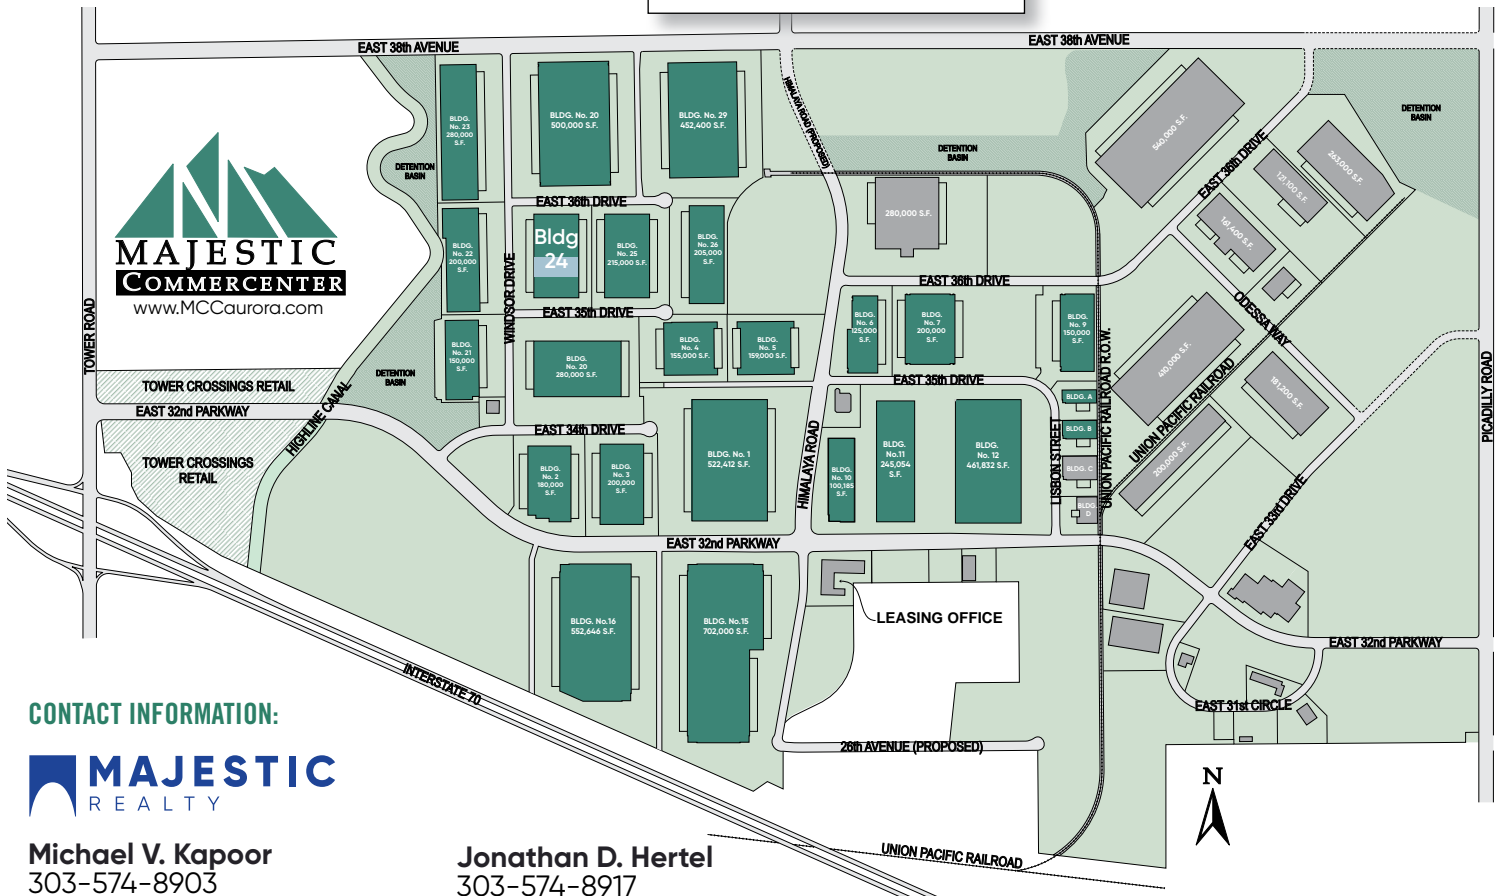 EAST 38th AVENUE
EAST 38th AVENUE
BLDG.
No. 23
280,000
S.F.
BLDG. No. 20
500,000 S.F.
BLDG. No. 29
452,400 S.F.
HIMALAYA ROAD (PROPOSED)
DETENTION
BASIN
DETENTION
BASIN
540,000 S.F.
DETENTION
BASIN
EAST 36th DRIVE
121,100 S.F.
263,000 S.F.
161,400 S.F.
MAJESTIC
COMMERCENTER
www.MCCaurora.com
TOWER ROAD
EAST 36th DRIVE
BLDG.
No. 22
200,000
S.F.
WINDSOR DRIVE
Bldg
24
BLDG.
No. 25
215,000 S.F.
BLDG.
No. 26
205,000
S.F.
280,000 S.F.
EAST 36th DRIVE
EAST 35th DRIVE
ODESSA WAY
BLDG.
No. 21
150,000
S.F.
BLDG.
No. 20
280,000 S.F.
BLDG.
No. 4
155,000 S.F.
BLDG.
No. 5
159,000 S.F.
BLDG.
No. 6
125,000
S.F.
BLDG.
No. 7
200,000
S.F.
BLDG.
No. 9
150,000
S.F.
UNION PACIFIC RAILROAD R.O.W.
410,000 S.F.
181,200 S.F.
UNION PACIFIC RAILROAD
PICADILLY ROAD
DETENTION
BASIN
TOWER CROSSINGS RETAIL
EAST 32nd PARKWAY
HIGHLINE CANAL
TOWER CROSSINGS
RETAIL
EAST 35th DRIVE
BLDG. A
BLDG. B
BLDG. C
BLDG.
D
LISBON STREET
EAST 34th DRIVE
BLDG.
No. 2
180,000
S.F.
BLDG.
No. 3
200,000
S.F.
BLDG. No. 1
522,412 S.F.
HIMALAYA ROAD
BLDG.
No. 10
100,185
S.F.
BLDG.
No.11
245,054
S.F.
BLDG.
No. 12
461,832 S.F.
200,000 S.F.
EAST 33rd DRIVE
EAST 32nd PARKWAY
BLDG. No.16
552,646 S.F.
BLDG. No.15
702,000 S.F.
LEASING OFFICE
EAST 32nd PARKWAY
INTERSTATE 70
EAST 31st CIRCLE
26th AVENUE (PROPOSED)
N
UNION PACIFIC RAILROAD
CONTACT INFORMATION:
MAJESTIC
REALTY
Michael V. Kapoor
303-574-8903
Jonathan D. Hertel
303-574-8917